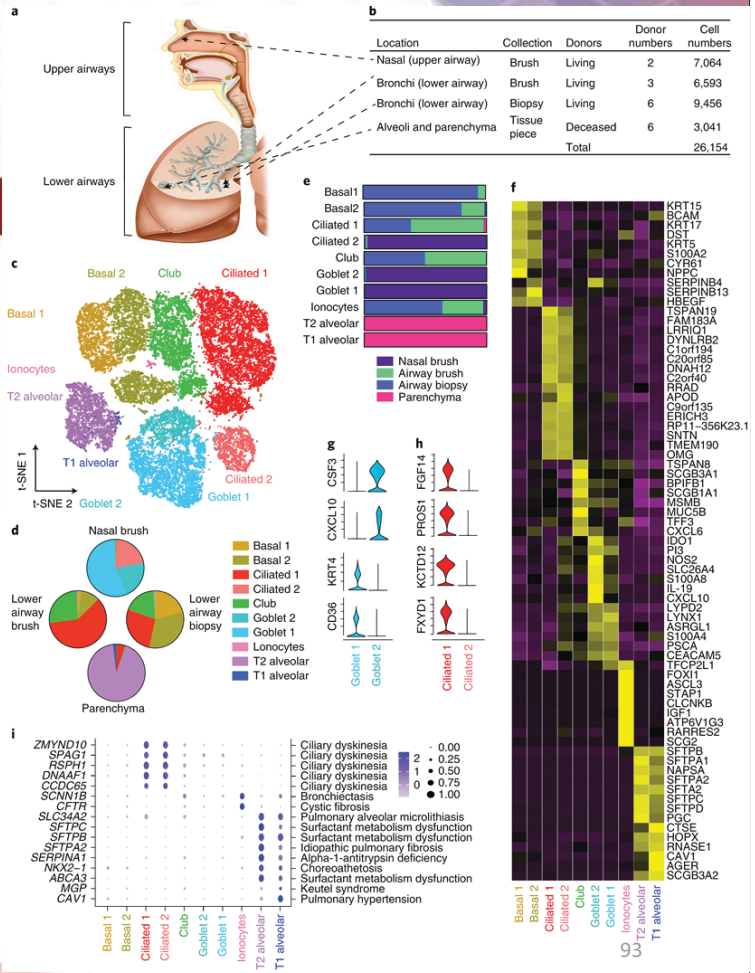 a
Upper airways
Lower airways
b
Location Collection Donors Donor numbers Cell numbers
Nasal (upper airway) Brush Living 2 7,064
Bronchi (lower airway) Brush Living 3 6,593
Bronchi (lower airway) Biopsy Living 6 9,456
Alveoli and parenchyma Tissue piece Deceased 6 3,041
Total 26,154
c
Basal 2 Club Ciliated 1
Basal 1
Ionocytes
T2 alveolar
T1 alveolar
Ciliated 2
Goblet 2
Goblet 1
t-SNE 1
t-SNE 2
d
Nasal brush
Lower airway brush
Lower airway biopsy
Parenchyma
Basal 1
Basal 2
Ciliated 1
Ciliated 2
Club
Goblet 2
Goblet 1
Ionocytes
T2 alveolar
T1 alveolar
e
Basal1
Basal2
Ciliated 1
Ciliated 2
Club
Goblet 2
Goblet 1
Ionocytes
T2 alveolar
T1 alveolar
Nasal brush
Airway brush
Airway biopsy
Parenchyma
f
KRT15
BCAM
KRT17
DST
KRT5
S100A2
CYR61
NPPC
SERPINB4
SERPINB13
HBEGF
TSPAN19
FAM183A
LRRIQ1
DYNLRB2
C1orf194
C20orf85
DNAH12
C2orf40
RRAD
APOD
C9orf135
ERICH3
RP11–356K23.1
SNTN
TMEM190
OMG
TSPAN8
SCGB3A1
BPIFB1
SCGB1A1
MSMB
MUC5B
TFF3
CXCL6
IDO1
PI3
NOS2
SLC26A4
S100A8
IL-19
CXCL10
LYPD2
LYNX1
ASRGL1
S100A4
PSCA
CEACAM5
TFCP2L1
FOXI1
ASCL3
STAP1
CLCNKB
IGF1
ATP6V1G3
RARRES2
SCG2
SFTPB
SFTPA1
NAPSA
SFTPA2
SFTA2
SFTPC
SFTPD
PGC
CTSE
HOPX
RNASE1
CAV1
AGER
SCGB3A2
Basal 1
Basal 2
Ciliated 1
Ciliated 2
Club
Goblet 2
Goblet 1
Ionocytes
T2 alveolar
T1 alveolar
g
CSF3
CXCL10
KRT4
CD36
Goblet 1
Goblet 2
h
FGF14
PROS1
KCTD12
FXYD1
Ciliated 1
Ciliated 2
i
ZMYND10 Ciliary dyskinesia
SPAG1 Ciliary dyskinesia
RSPH1 Ciliary dyskinesia
DNAAF1 Ciliary dyskinesia
CCDC65 Ciliary dyskinesia
SCNN1B Bronchiectasis
CFTR Cystic fibrosis
SLC34A2 Pulmonary alveolar microlithiasis
SFTPC Surfactant metabolism dysfunction
SFTPB Surfactant metabolism dysfunction
SFTPA2 Idiopathic pulmonary fibrosis
SERPINA1 Alpha-1-antitrypsin deficiency
NKX2–1 Choreoathetosis
ABCA3 Surfactant metabolism dysfunction
MGP Keutel syndrome
CAV1 Pulmonary hypertension
2
1
0
0.00
0.25
0.50
0.75
1.00
Basal 1
Basal 2
Ciliated 1
Ciliated 2
Club
Goblet 2
Goblet 1
Ionocytes
T2 alveolar
T1 alveolar
93